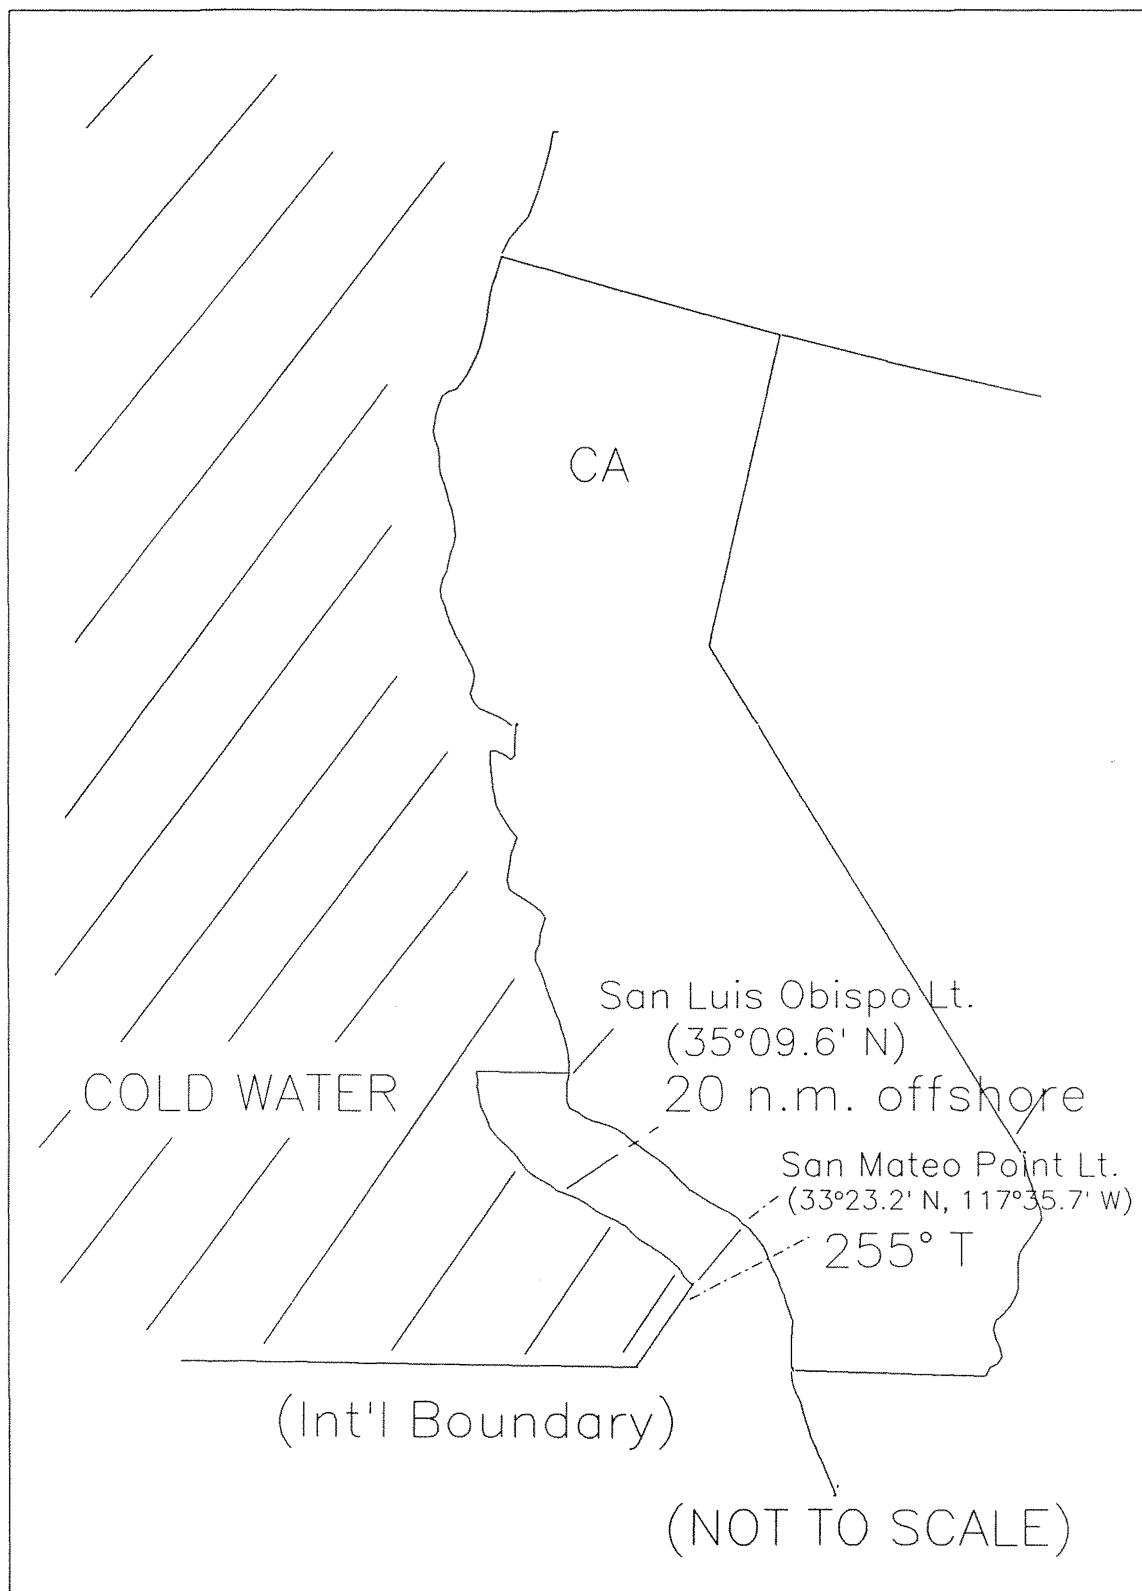 CA
San Luis Obispo Lt.
(35°09.6' N)
COLD WATER
20 n.m. offshore
San Mateo Point Lt.
(33°23.2' N, 117°35.7' W)
255° T
(Int'l Boundary)
(NOT TO SCALE)